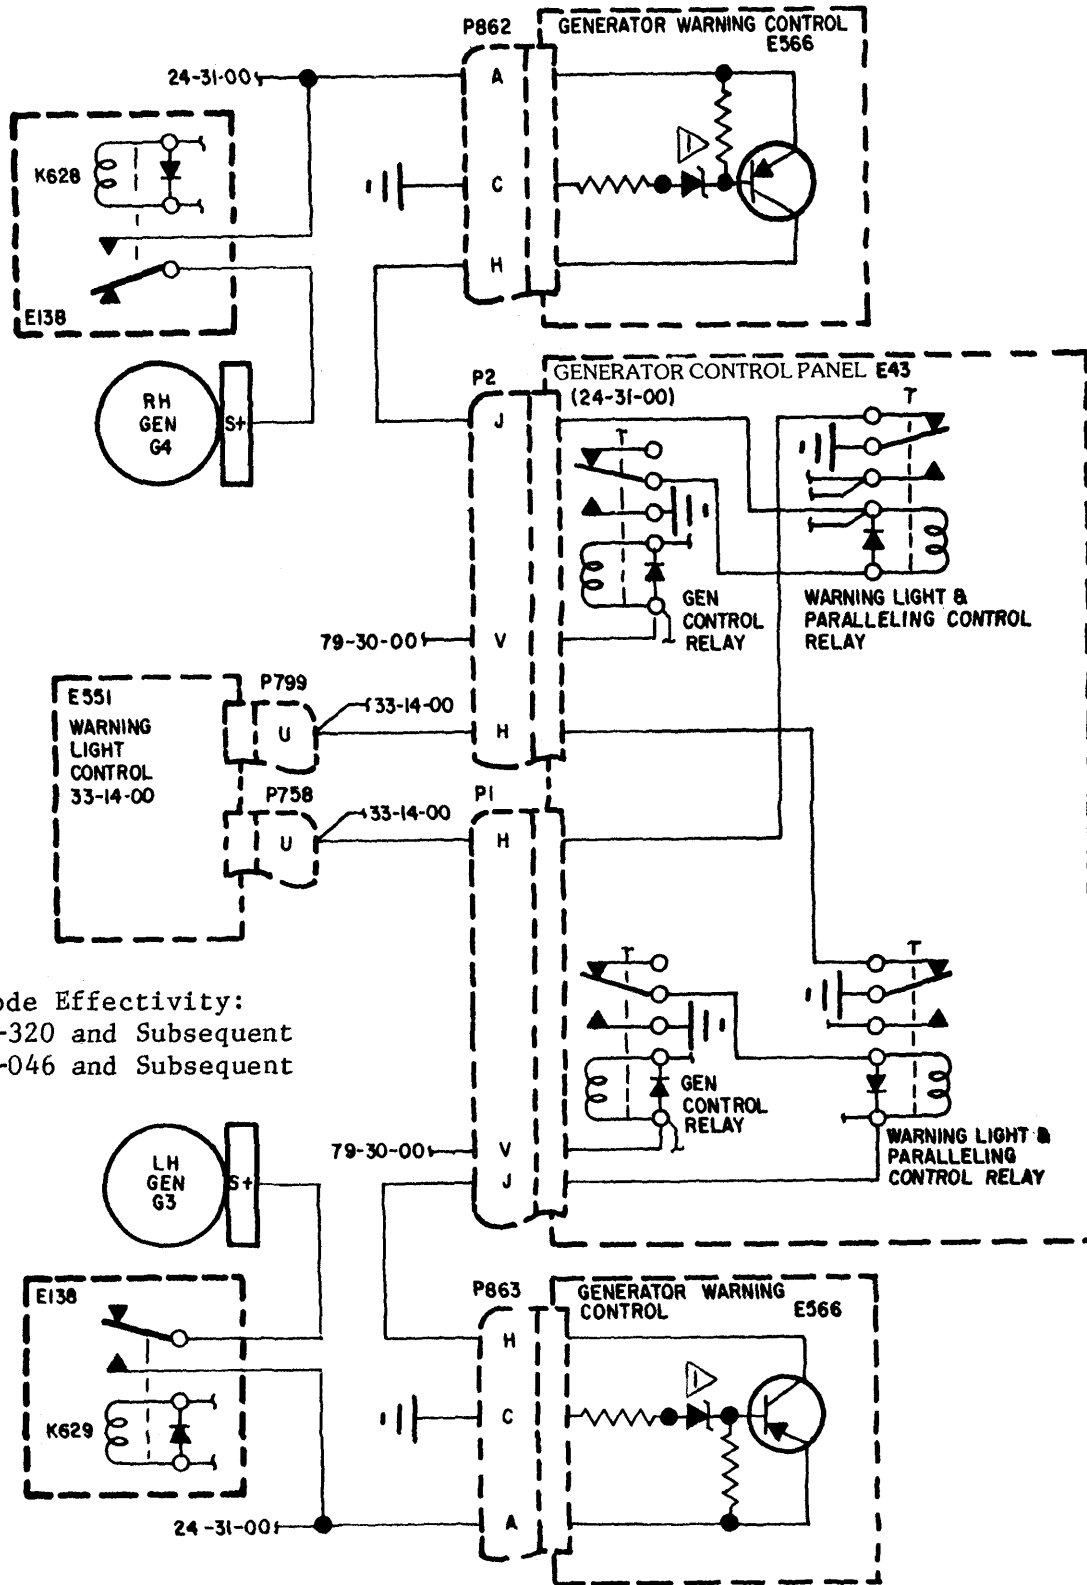 P862
GENERATOR WARNING CONTROL
E566
24-31-00
A
K628
C
H
E138
P2
GENERATOR CONTROL PANEL E43
(24-31-00)
RH
GEN
G4
S+
J
GEN
CONTROL
RELAY
WARNING LIGHT &
PARALLELING CONTROL
RELAY
79-30-00
V
E551
WARNING
LIGHT
CONTROL
33-14-00
P799
U
33-14-00
H
P758
U
33-14-00
P1
H
ode Effectivity:
-320 and Subsequent
-046 and Subsequent
GEN
CONTROL
RELAY
WARNING LIGHT &
PARALLELING
CONTROL RELAY
LH
GEN
G3
S+
79-30-00
V
J
E138
P863
GENERATOR WARNING
CONTROL
E566
H
K629
C
24-31-00
A